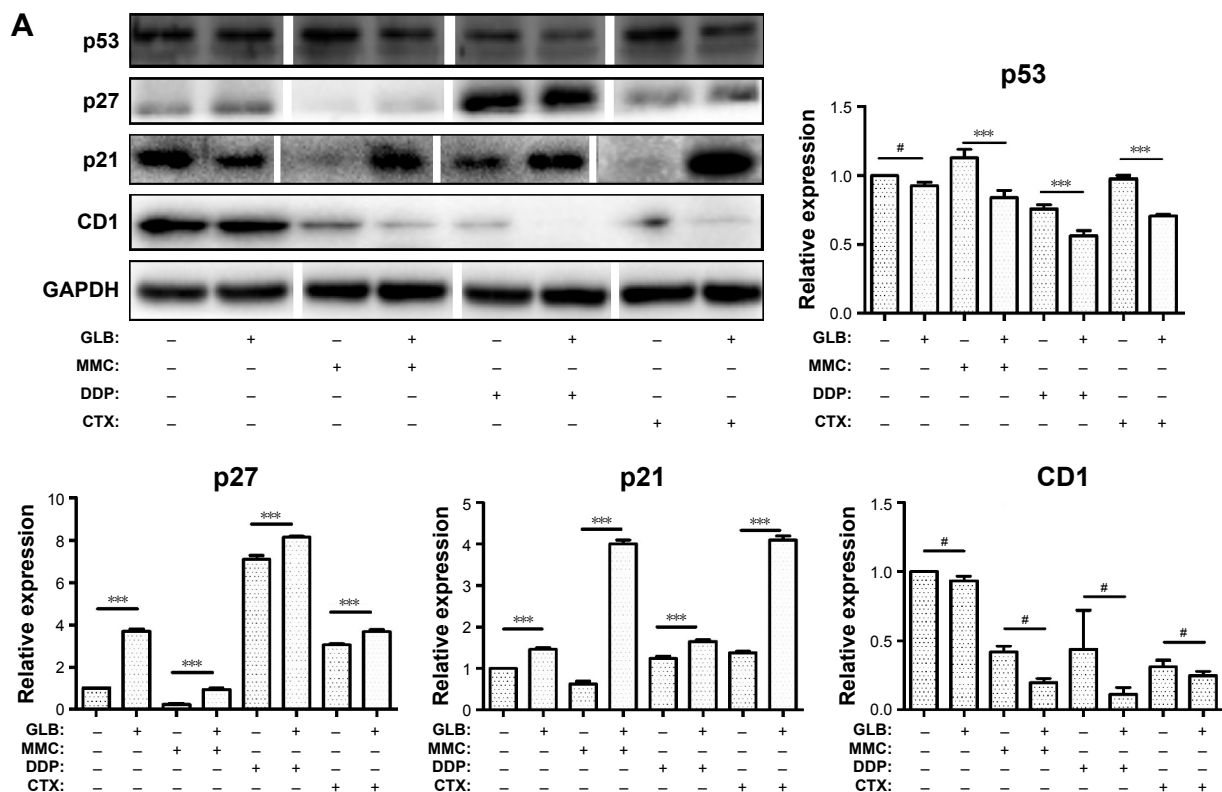 A
p53
p27
p21
CD1
GAPDH
GLB: – + – + – + – +
MMC: – – + + – – – –
DDP: – – – – + + – –
CTX: – – – – – – + +
p53
Relative expression
1.5
1.0
0.5
0.0
# *** *** ***
GLB: – + – + – + – +
MMC: – – + + – – – –
DDP: – – – – + + – –
CTX: – – – – – – + +
p27
Relative expression
10
8
6
4
2
0
*** *** *** ***
GLB: – + – + – + – +
MMC: – – + + – – – –
DDP: – – – – + + – –
CTX: – – – – – – + +
p21
Relative expression
5
4
3
2
1
0
*** *** *** ***
GLB: – + – + – + – +
MMC: – – + + – – – –
DDP: – – – – + + – –
CTX: – – – – – – + +
CD1
Relative expression
1.5
1.0
0.5
0.0
# # # #
GLB: – + – + – + – +
MMC: – – + + – – – –
DDP: – – – – + + – –
CTX: – – – – – – + +